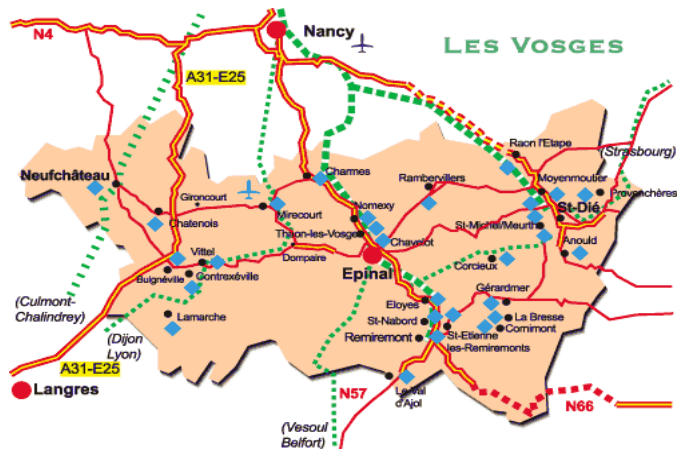 N4
Nancy
LES VOSGES
A31-E25
Raon l'Etape
(Strasbourg)
Neufchâteau
Charmes
Rambervillers
Moyenmoutier
Provenchères
Gironcourt
Mirecourt
Nomexy
St-Dié
Chatenois
Thaon-les-Vosges
St-Michel/Meurthe
Chavelot
Anould
Vittel
Dompaire
Epinal
Corcieux
Bulgnéville
Contrexéville
Gérardmer
(Culmont-
Chalindrey)
Eloyes
Lamarche
St-Nabord
La Bresse
Cornimont
(Dijon
Lyon)
Remiremont
St-Etienne
les-Remiremonts
A31-E25
Langres
N57
Le Val
d'Ajol
N66
(Vesoul
Belfort)